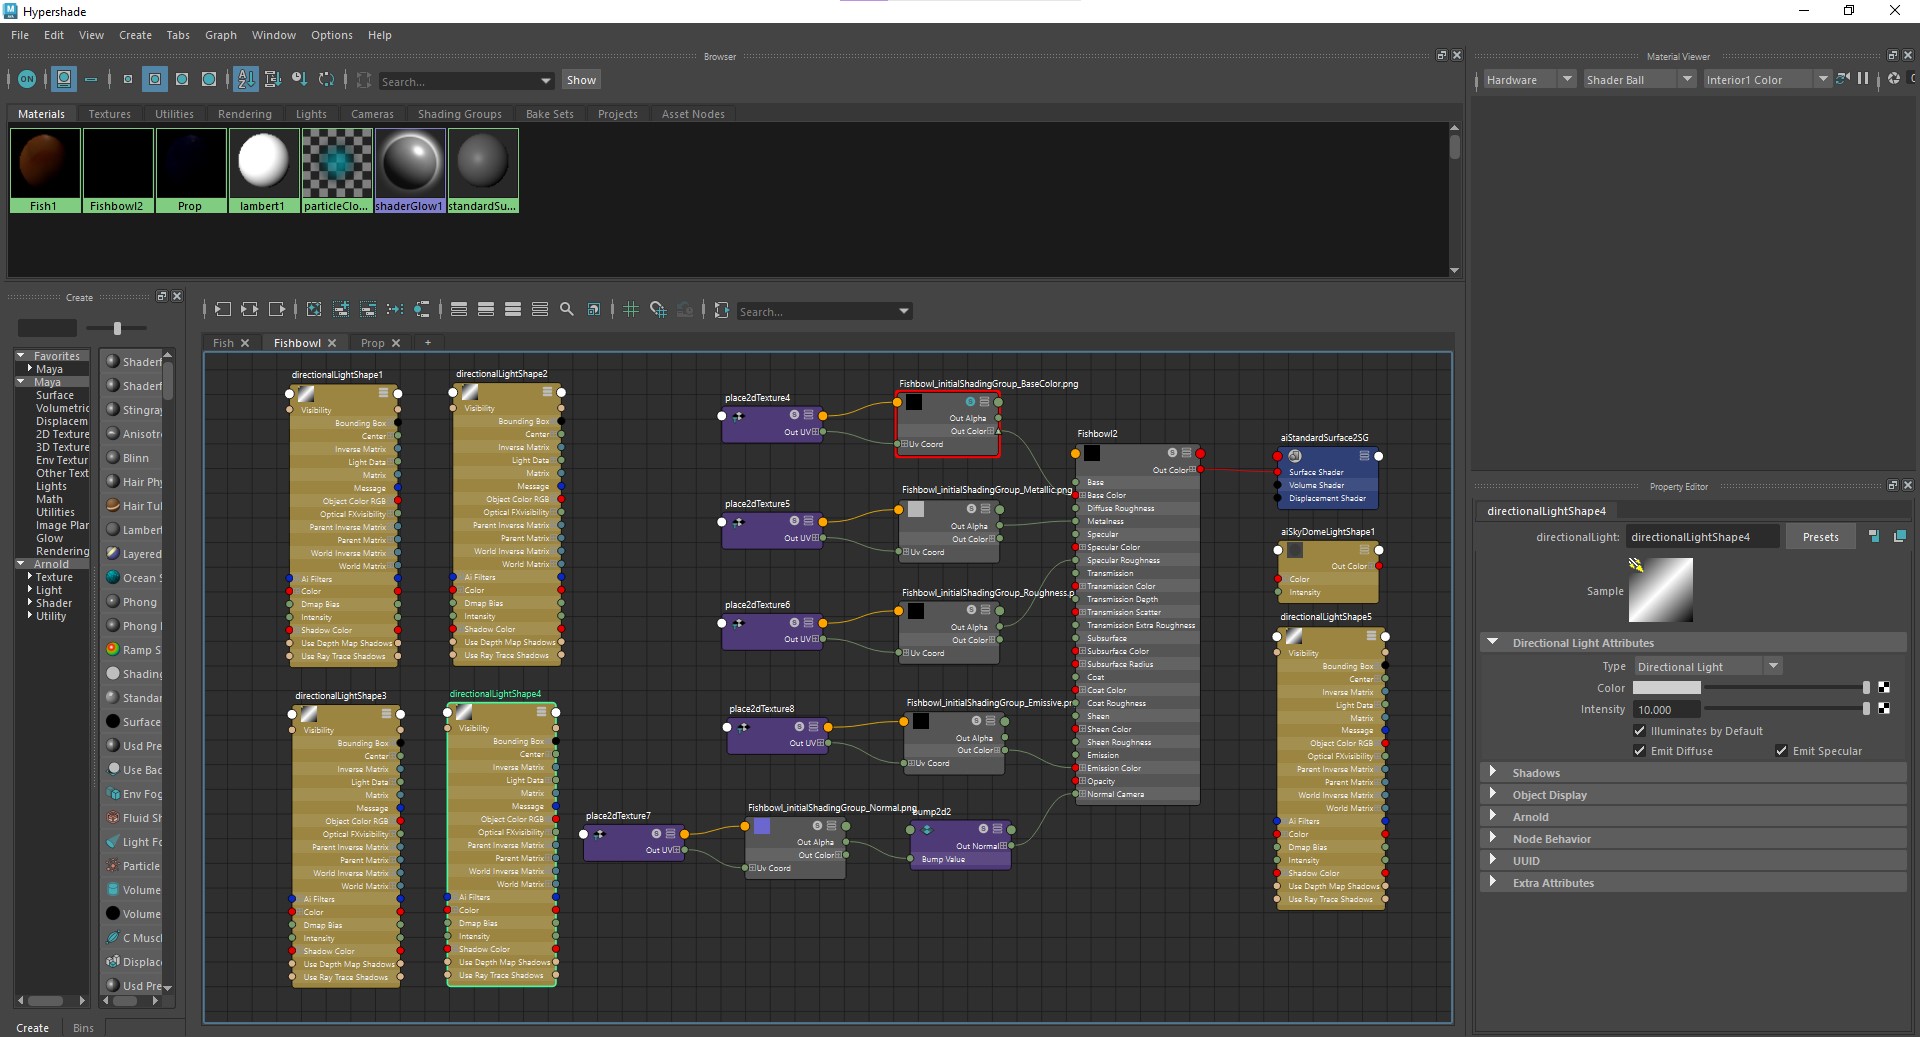 Hypershade
File Edit View Create Tabs Graph Window Options Help
Browser
ON
Search...
Show
Materials Textures Utilities Rendering Lights Cameras Shading Groups Bake Sets Projects Asset Nodes
Fish1 Fishbowl2 Prop lambert1 particleClo... shaderGlow1 standardSu...
Material Viewer
Hardware Shader Ball Interior1 Color
Create
Favorites
Maya
Maya
Surface
Volumetric
Displacem
2D Texture
3D Texture
Env Textur
Other Text
Lights
Math
Utilities
Image Plan
Glow
Rendering
Arnold
Texture
Light
Shader
Utility
Shaderf
Shaderf
Stingray
Anisotro
Blinn
Hair Phy
Hair Tu
Lambert
Layered
Ocean S
Phong
Phong
Ramp S
Shading
Standar
Surface
Usd Pre
Use Bac
Env Fog
Fluid Sh
Light Fo
Particle
Volume
Volume
C Muscl
Displace
Usd Pre
Create Bins
Search...
Fish Fishbowl Prop +
directionalLightShape1
Visibility
Bounding Box
Center
Inverse Matrix
Light Data
Matrix
Message
Object Color RGB
Optical FXvisibility
Parent Inverse Matrix
Parent Matrix
World Inverse Matrix
World Matrix
Ai Filters
Color
Dmap Bias
Intensity
Shadow Color
Use Depth Map Shadows
Use Ray Trace Shadows
directionalLightShape2
Visibility
Bounding Box
Center
Inverse Matrix
Light Data
Matrix
Message
Object Color RGB
Optical FXvisibility
Parent Inverse Matrix
Parent Matrix
World Inverse Matrix
World Matrix
Ai Filters
Color
Dmap Bias
Intensity
Shadow Color
Use Depth Map Shadows
Use Ray Trace Shadows
directionalLightShape3
Visibility
Bounding Box
Center
Inverse Matrix
Light Data
Matrix
Message
Object Color RGB
Optical FXvisibility
Parent Inverse Matrix
Parent Matrix
World Inverse Matrix
World Matrix
Ai Filters
Color
Dmap Bias
Intensity
Shadow Color
Use Depth Map Shadows
Use Ray Trace Shadows
directionalLightShape4
Visibility
Bounding Box
Center
Inverse Matrix
Light Data
Matrix
Message
Object Color RGB
Optical FXvisibility
Parent Inverse Matrix
Parent Matrix
World Inverse Matrix
World Matrix
Ai Filters
Color
Dmap Bias
Intensity
Shadow Color
Use Depth Map Shadows
Use Ray Trace Shadows
place2dTexture4
Out UV
Fishbowl_initialShadingGroup_BaseColor.png
Out Alpha
Out Color
Uv Coord
place2dTexture5
Out UV
Fishbowl_initialShadingGroup_Metallic.png
Out Alpha
Out Color
Uv Coord
place2dTexture6
Out UV
Fishbowl_initialShadingGroup_Roughness.p
Out Alpha
Out Color
Uv Coord
place2dTexture8
Out UV
Fishbowl_initialShadingGroup_Emissive.pr
Out Alpha
Out Color
Uv Coord
place2dTexture7
Out UV
Fishbowl_initialShadingGroup_Normal.png
Out Alpha
Out Color
Uv Coord
bump2d2
Out Normal
Bump Value
Fishbowl2
Out Color
Base
Base Color
Diffuse Roughness
Metalness
Specular
Specular Color
Specular Roughness
Transmission
Transmission Color
Transmission Depth
Transmission Scatter
Transmission Extra Roughness
Subsurface
Subsurface Color
Subsurface Radius
Coat
Coat Color
Coat Roughness
Sheen
Sheen Color
Sheen Roughness
Emission
Emission Color
Opacity
Normal Camera
aiStandardSurface2SG
Surface Shader
Volume Shader
Displacement Shader
aiSkyDomeLightShape1
Out Color
Color
Intensity
directionalLightShape5
Visibility
Bounding Box
Center
Inverse Matrix
Light Data
Matrix
Message
Object Color RGB
Optical FXvisibility
Parent Inverse Matrix
Parent Matrix
World Inverse Matrix
World Matrix
Ai Filters
Color
Dmap Bias
Intensity
Shadow Color
Use Depth Map Shadows
Use Ray Trace Shadows
Property Editor
directionalLightShape4
directionalLight: directionalLightShape4 Presets
Sample
Directional Light Attributes
Type Directional Light
Color
Intensity 10.000
Illuminates by Default
Emit Diffuse Emit Specular
Shadows
Object Display
Arnold
Node Behavior
UUID
Extra Attributes